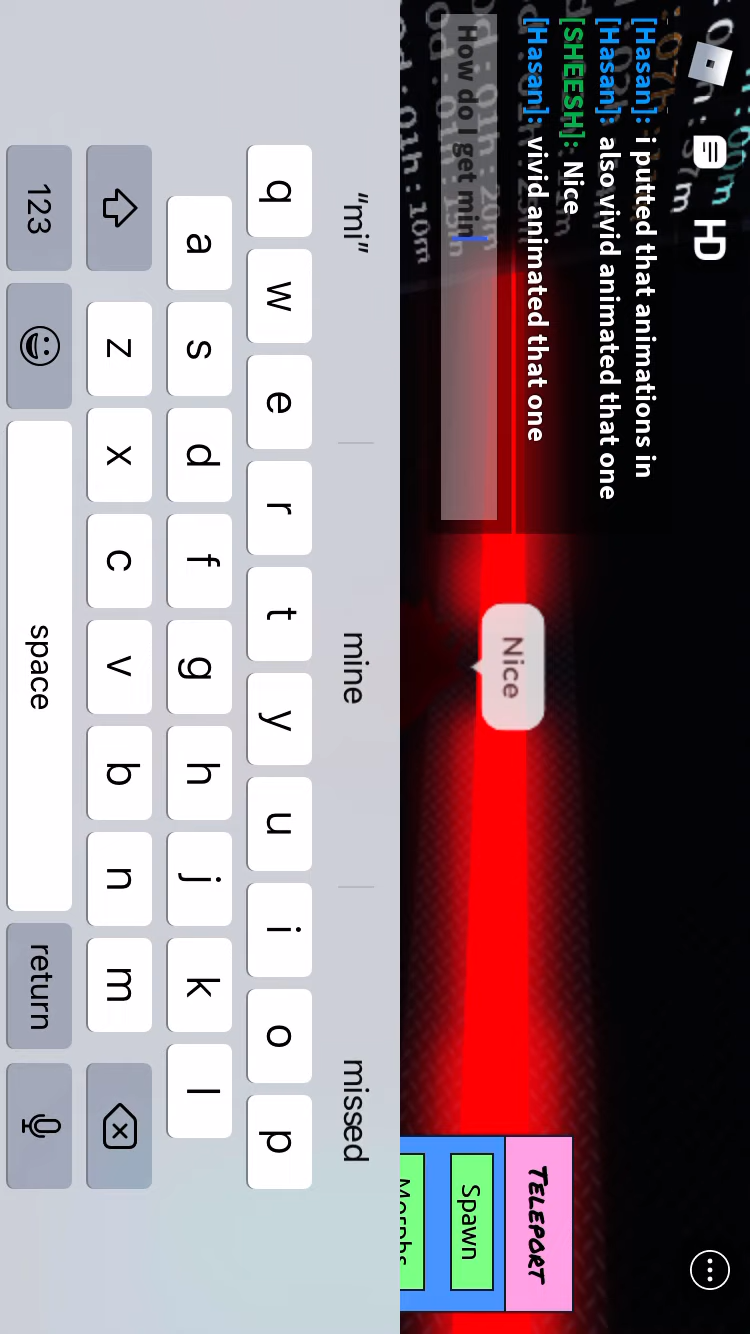 HD
[Hasan]: i putted that animations in
[Hasan]: also vivid animated that one
[SHEESH]: Nice
[Hasan]: vivid animated that one
How do I get min
Nice
TELEPORT
Spawn
Morphs
"mi" mine missed
q w e r t y u i o p
a s d f g h j k l
z x c v b n m
123 space return